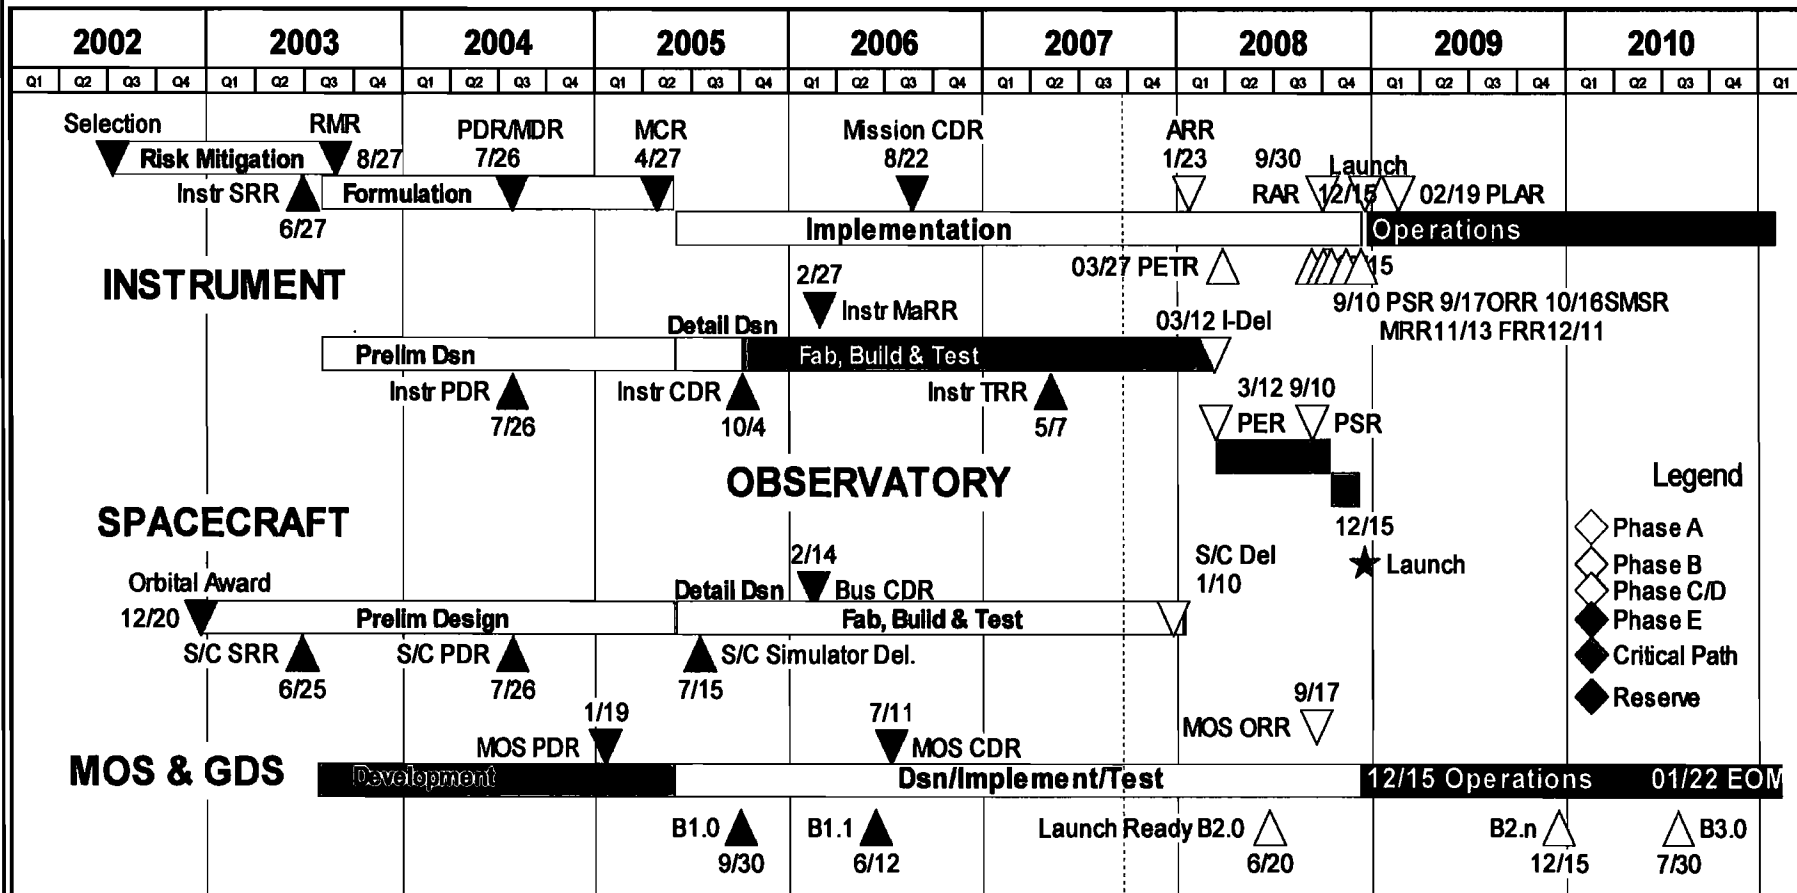 2002 2003 2004 2005 2006 2007 2008 2009 2010
Q1 Q2 Q3 Q4 Q1 Q2 Q3 Q4 Q1 Q2 Q3 Q4 Q1 Q2 Q3 Q4 Q1 Q2 Q3 Q4 Q1 Q2 Q3 Q4 Q1 Q2 Q3 Q4 Q1 Q2 Q3 Q4 Q1 Q2 Q3 Q4 Q1
Selection RMR PDR/MDR MCR Mission CDR ARR
Risk Mitigation 8/27 7/26 4/27 8/22 1/23 9/30 Launch
Instr SRR Formulation RAR 12/15 02/19 PLAR
6/27 Implementation Operations
INSTRUMENT 2/27 03/27 PETR 15
Instr MaRR 9/10 PSR 9/17ORR 10/16SMSR
Detail Dsn 03/12 I-Del MRR11/13 FRR12/11
Prelim Dsn Fab, Build & Test
Instr PDR Instr CDR Instr TRR 3/12 9/10
7/26 10/4 5/7 PER PSR
OBSERVATORY Legend
SPACECRAFT 12/15 Phase A
2/14 S/C Del Launch Phase B
Orbital Award Detail Dsn Bus CDR 1/10 Phase C/D
12/20 Prelim Design Fab, Build & Test Phase E
S/C SRR S/C PDR S/C Simulator Del. Critical Path
6/25 7/26 7/15 9/17 Reserve
1/19 7/11 MOS ORR
MOS PDR MOS CDR
MOS & GDS Development Dsn/Implement/Test 12/15 Operations 01/22 EOM
B1.0 B1.1 Launch Ready B2.0 B2.n B3.0
9/30 6/12 6/20 12/15 7/30